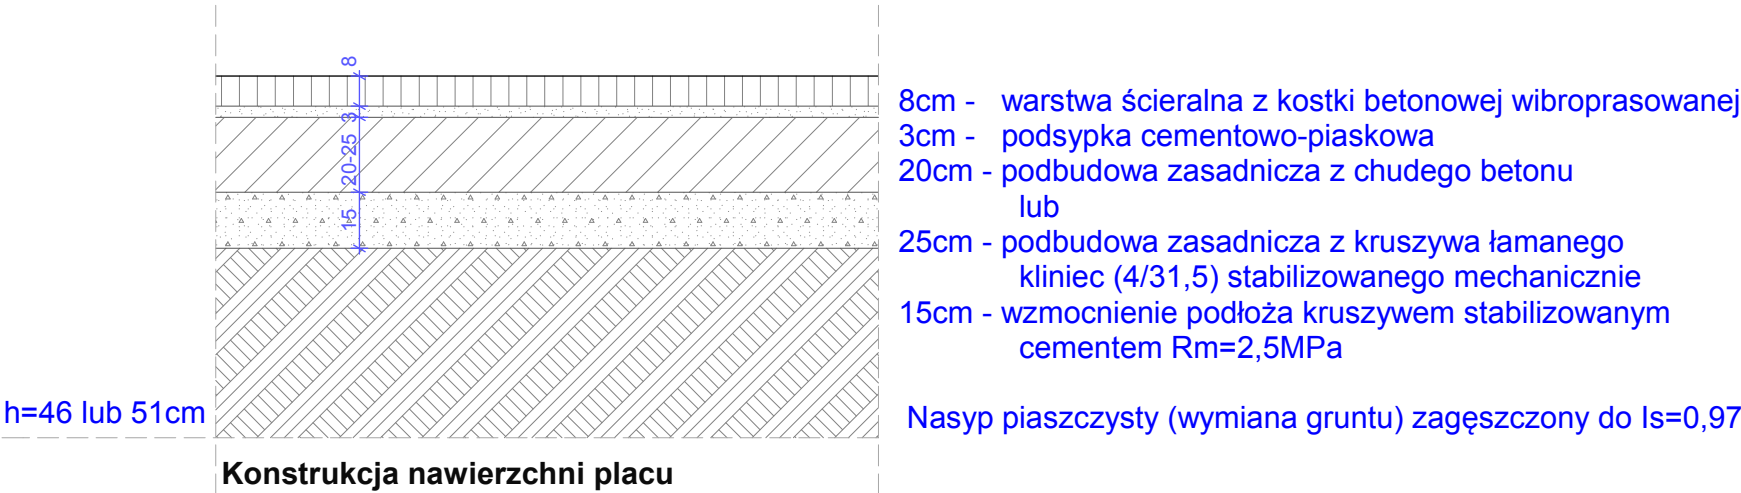 8
3
20-25
15
8cm - warstwa ścieralna z kostki betonowej wibroprasowanej
3cm - podsypka cementowo-piaskowa
20cm - podbudowa zasadnicza z chudego betonu
lub
25cm - podbudowa zasadnicza z kruszywa łamanego
kliniec (4/31,5) stabilizowanego mechanicznie
15cm - wzmocnienie podłoża kruszywem stabilizowanym
cementem Rm=2,5MPa
h=46 lub 51cm
Nasyp piaszczysty (wymiana gruntu) zagęszczony do Is=0,97
Konstrukcja nawierzchni placu